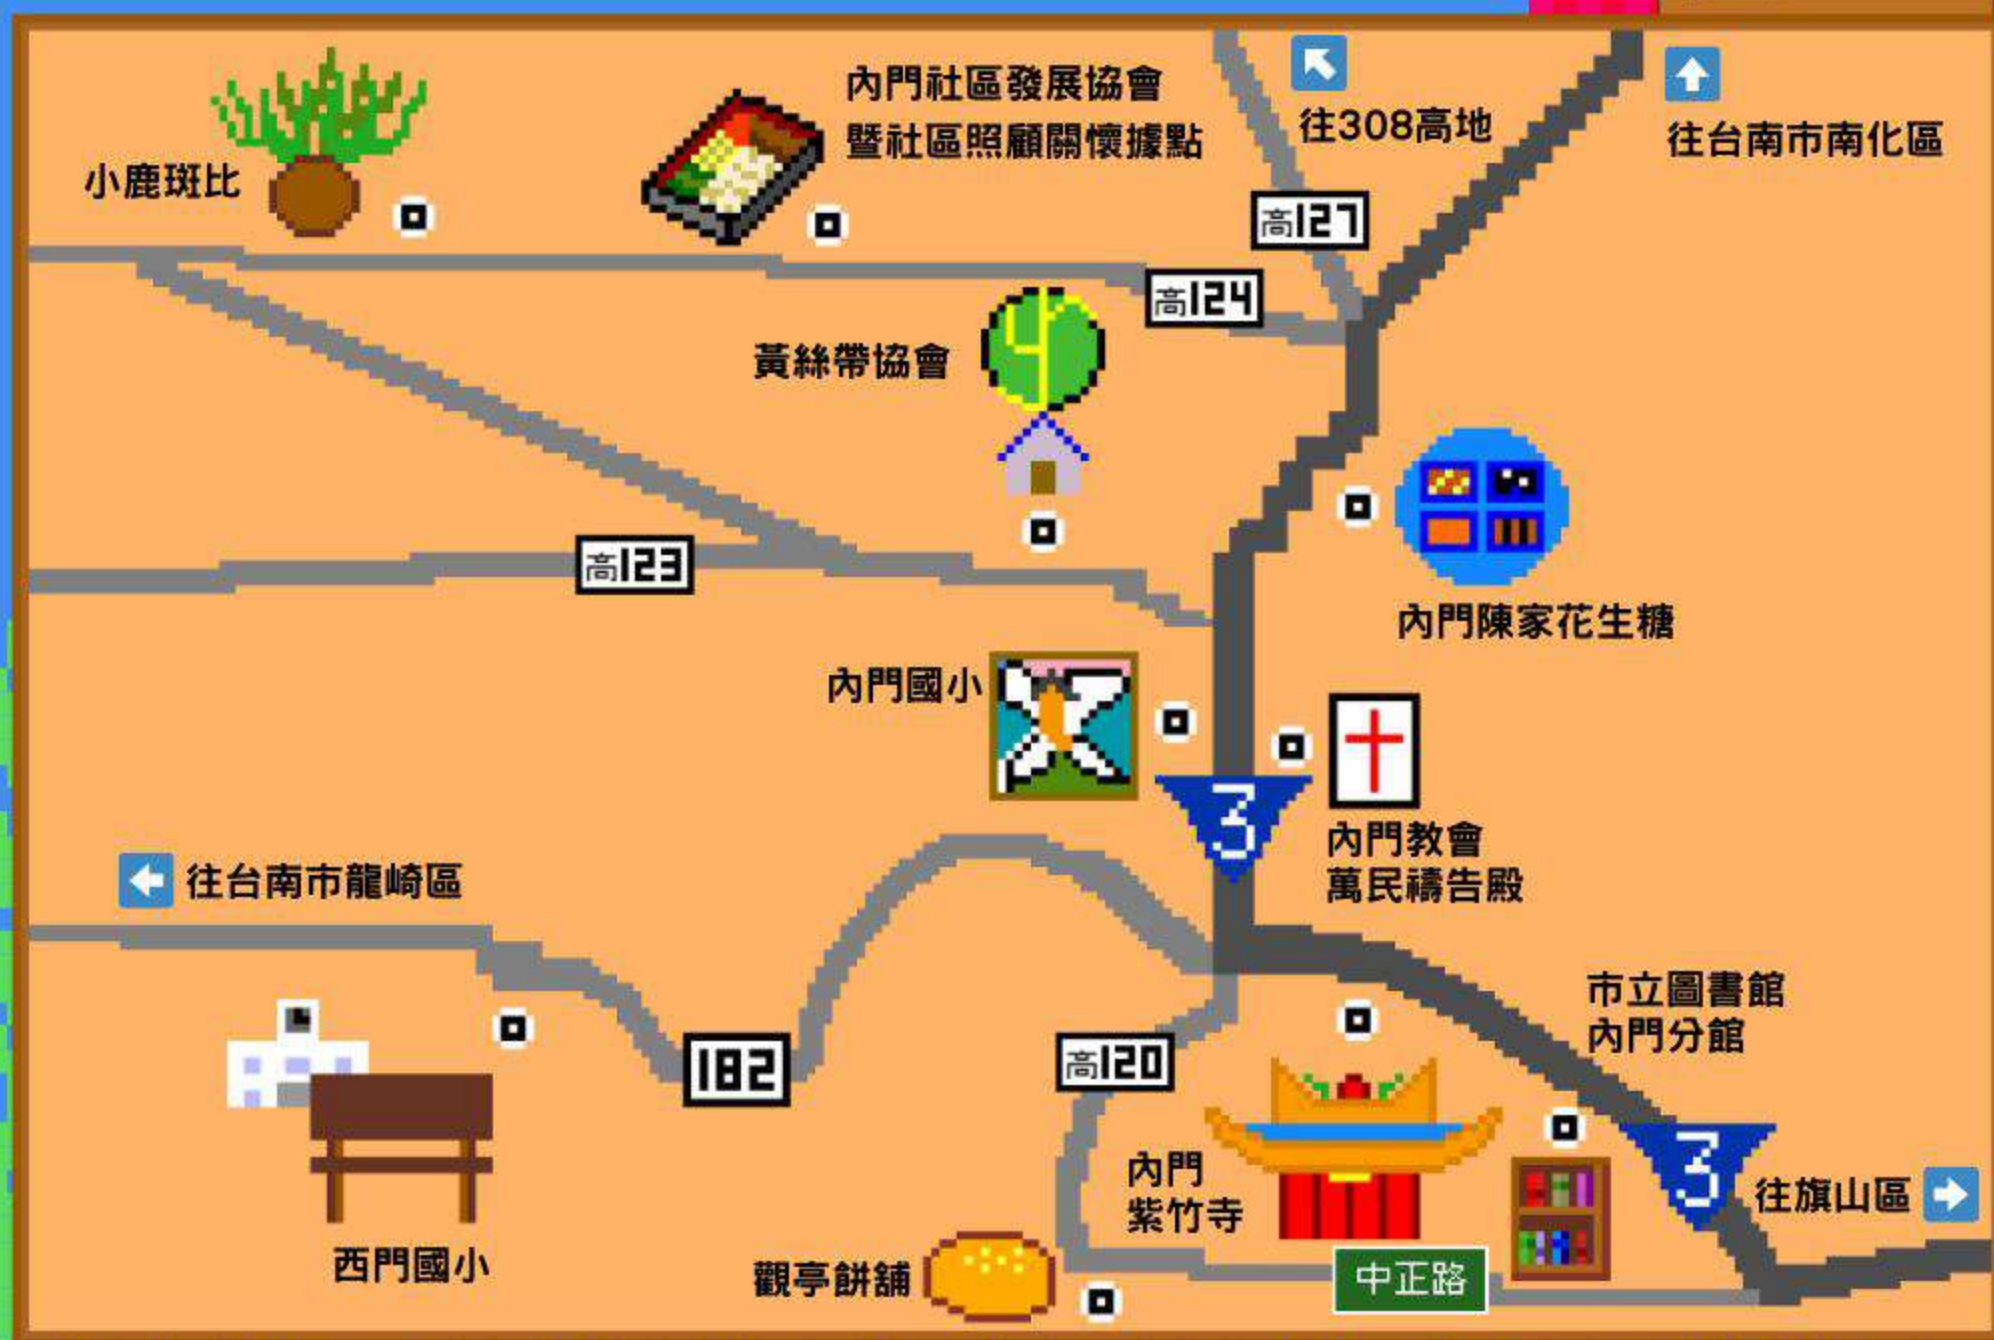 內門社區發展協會
暨社區照顧關懷據點
往308高地
往台南市南化區
小鹿斑比
高127
高124
黃絲帶協會
高123
內門陳家花生糖
內門國小
3
內門教會
萬民禱告殿
往台南市龍崎區
市立圖書館
內門分館
182
高120
3
內門
紫竹寺
往旗山區
西門國小
觀亭餅舖
中正路